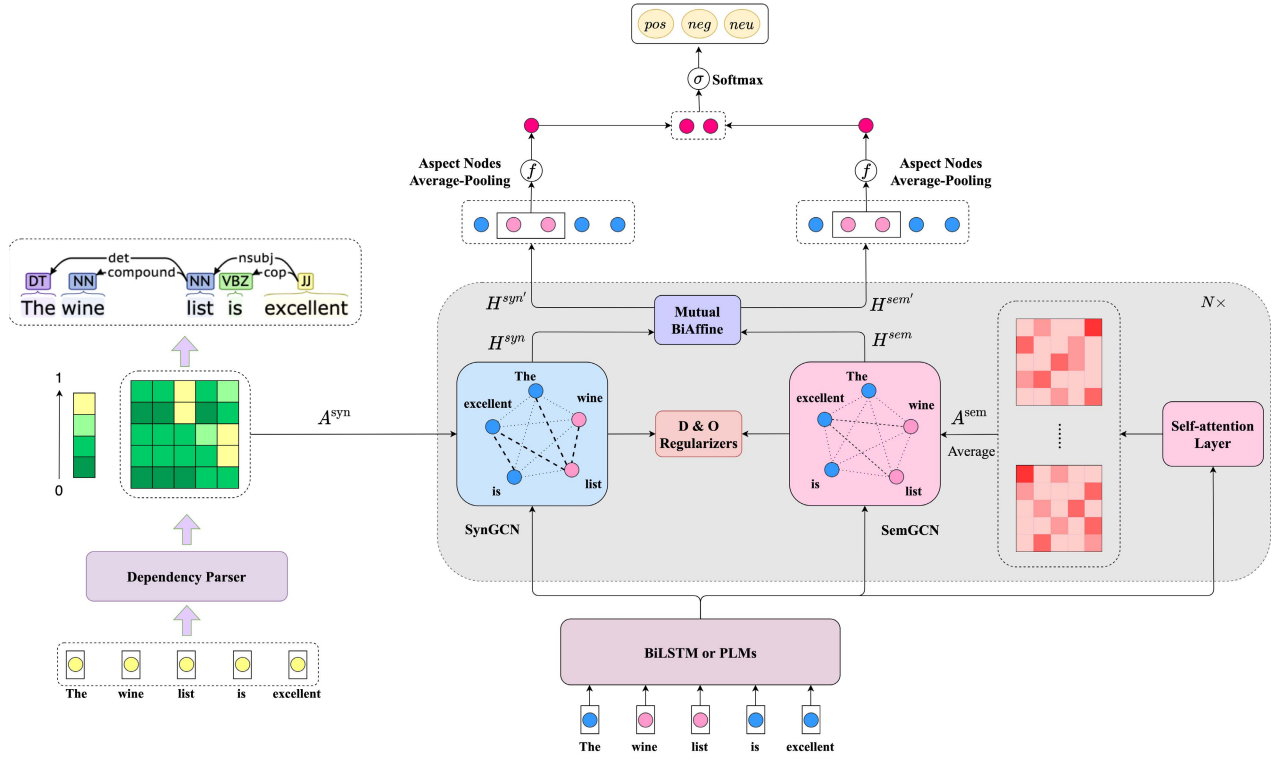 pos neg neu
σ Softmax
Aspect Nodes
Average-Pooling
f
Aspect Nodes
Average-Pooling
f
det nsubj
compound cop
DT NN NN VBZ JJ
The wine list is excellent
H^{syn'}
Mutual
BiAffine
H^{sem'}
N×
H^{syn}
H^{sem}
1
0
A^{syn}
The
excellent
wine
is
list
SynGCN
D & O
Regularizers
The
excellent
wine
is
list
SemGCN
A^{sem}
Average
Self-attention
Layer
Dependency Parser
The wine list is excellent
BiLSTM or PLMs
The wine list is excellent